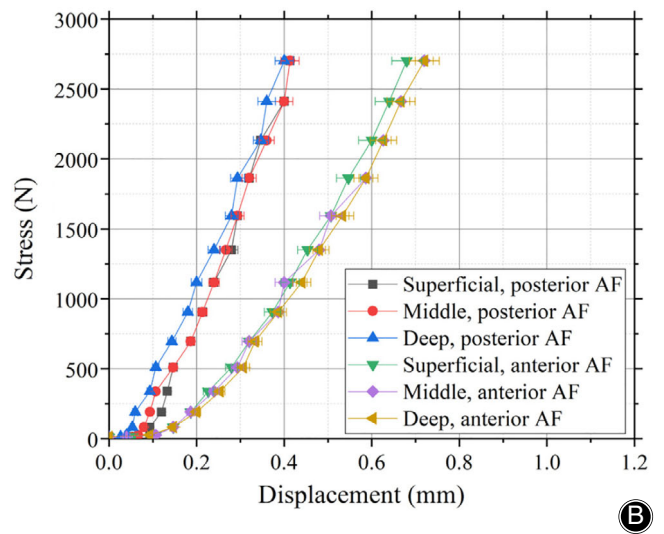 3000
2500
2000
1500
1000
500
0
Stress (N)
Superficial, posterior AF
Middle, posterior AF
Deep, posterior AF
Superficial, anterior AF
Middle, anterior AF
Deep, anterior AF
0.0 0.2 0.4 0.6 0.8 1.0 1.2
Displacement (mm)
B